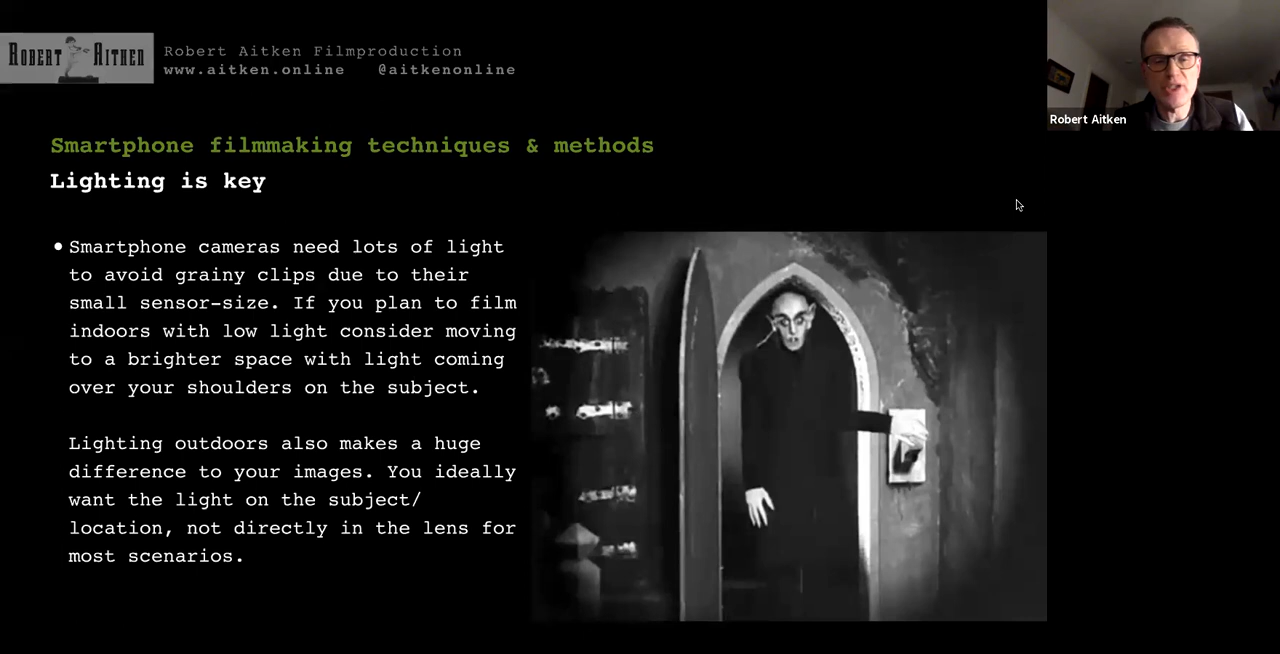 ROBERT AITKEN
Robert Aitken Filmproduction
www.aitken.online @aitkenonline
Robert Aitken
Smartphone filmmaking techniques & methods
Lighting is key
• Smartphone cameras need lots of light
to avoid grainy clips due to their
small sensor-size. If you plan to film
indoors with low light consider moving
to a brighter space with light coming
over your shoulders on the subject.
Lighting outdoors also makes a huge
difference to your images. You ideally
want the light on the subject/
location, not directly in the lens for
most scenarios.